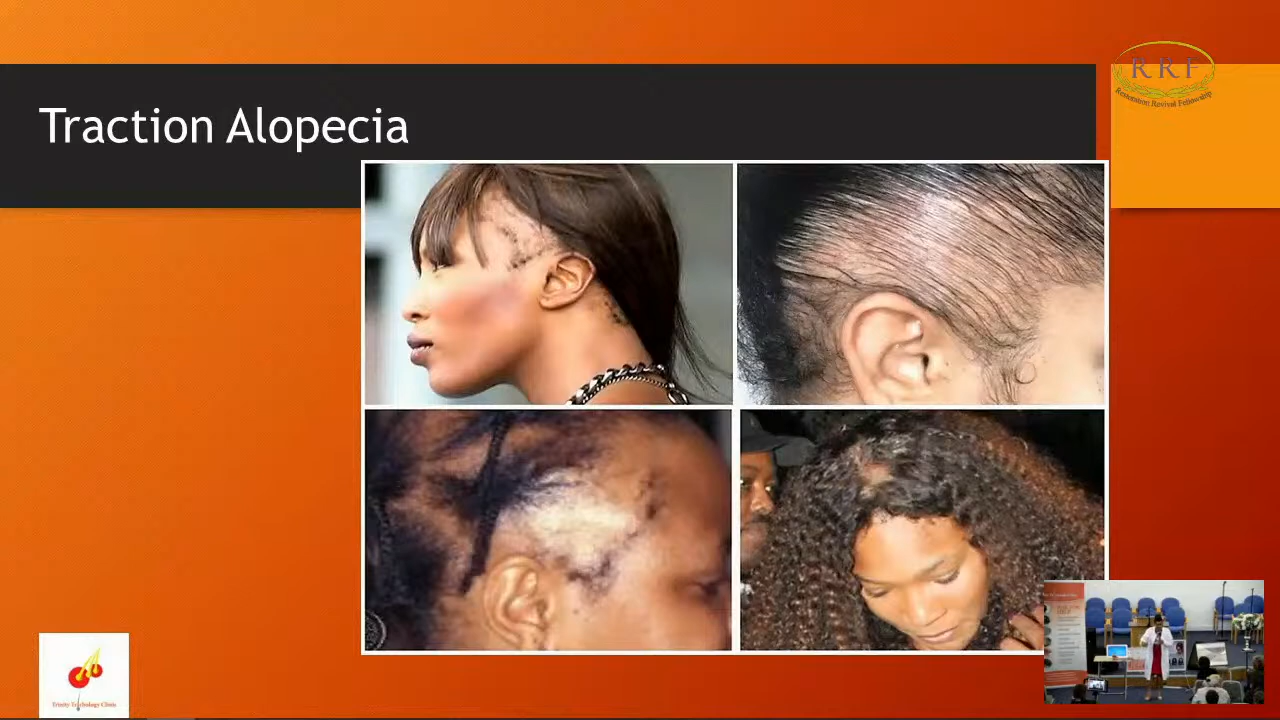 Traction Alopecia
RRF
Restoration Revival Fellowship
Trinity Trichology Clinic